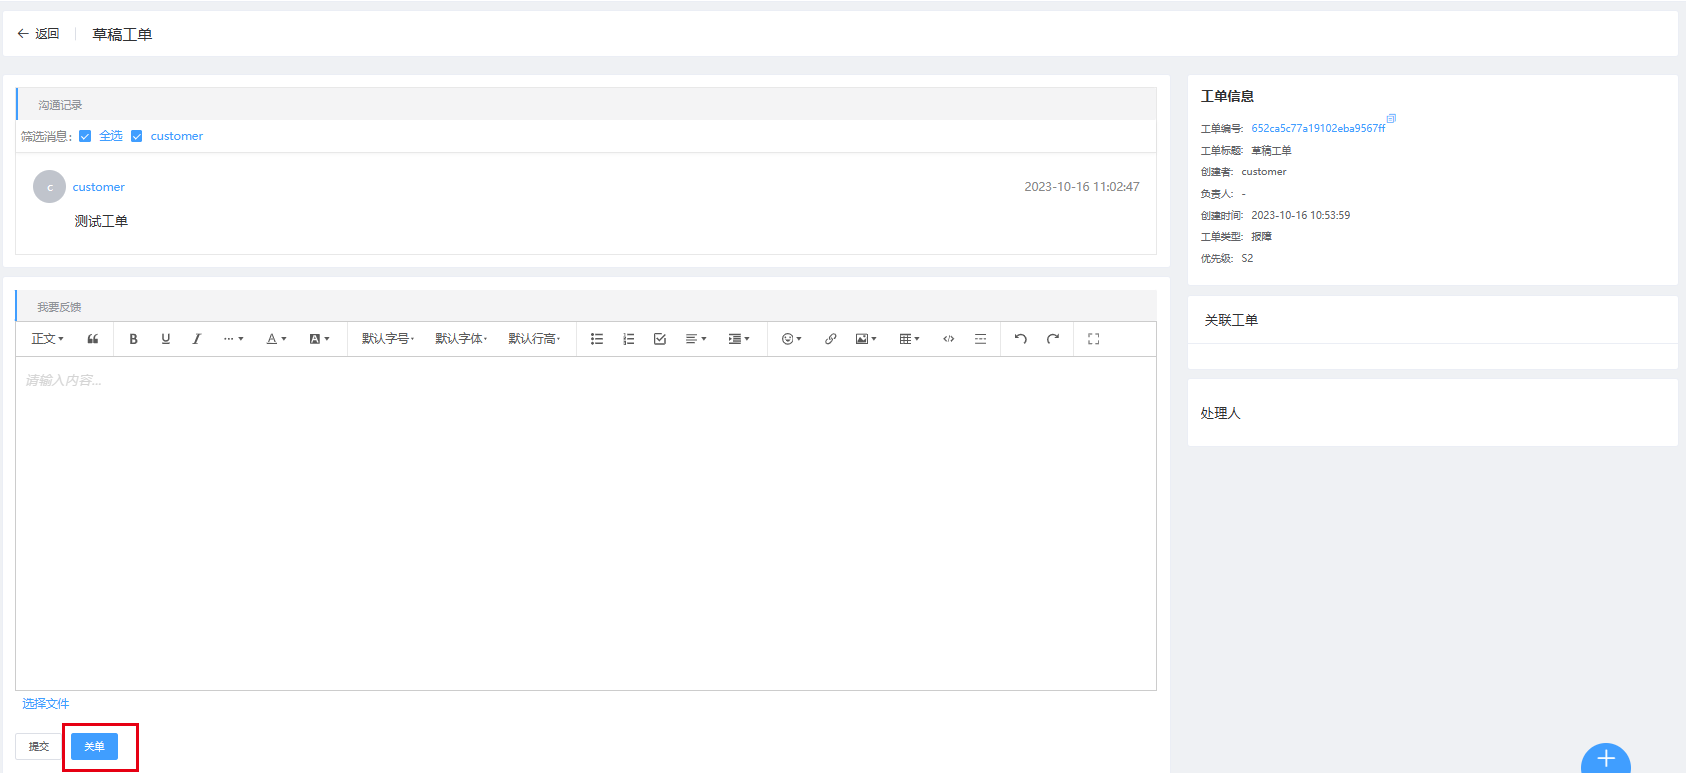 返回 草稿工单
沟通记录
筛选消息: 全选 customer
c customer 2023-10-16 11:02:47
测试工单
我要反馈
正文 B U I ... A A 默认字号 默认字体 默认行高
请输入内容...
选择文件
提交 关单
工单信息
工单编号: 652ca5c77a19102eba9567ff
工单标题: 草稿工单
创建者: customer
负责人: -
创建时间: 2023-10-16 10:53:59
工单类型: 报障
优先级: S2
关联工单
处理人